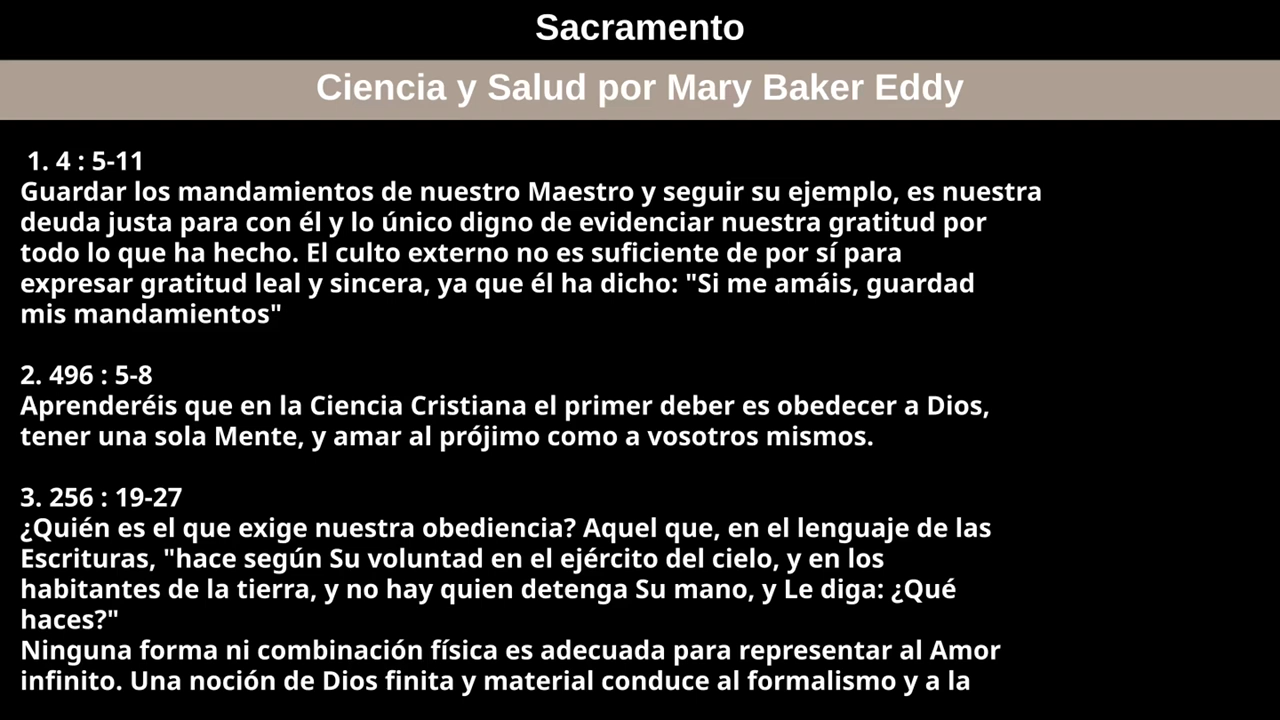 Sacramento
Ciencia y Salud por Mary Baker Eddy
1. 4 : 5-11
Guardar los mandamientos de nuestro Maestro y seguir su ejemplo, es nuestra
deuda justa para con él y lo único digno de evidenciar nuestra gratitud por
todo lo que ha hecho. El culto externo no es suficiente de por sí para
expresar gratitud leal y sincera, ya que él ha dicho: "Si me amáis, guardad
mis mandamientos"
2. 496 : 5-8
Aprenderéis que en la Ciencia Cristiana el primer deber es obedecer a Dios,
tener una sola Mente, y amar al prójimo como a vosotros mismos.
3. 256 : 19-27
¿Quién es el que exige nuestra obediencia? Aquel que, en el lenguaje de las
Escrituras, "hace según Su voluntad en el ejército del cielo, y en los
habitantes de la tierra, y no hay quien detenga Su mano, y Le diga: ¿Qué
haces?"
Ninguna forma ni combinación física es adecuada para representar al Amor
infinito. Una noción de Dios finita y material conduce al formalismo y a la